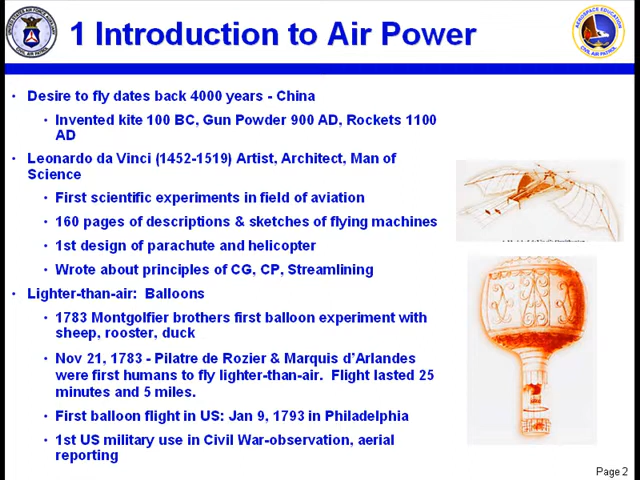 1 Introduction to Air Power
• Desire to fly dates back 4000 years - China
• Invented kite 100 BC, Gun Powder 900 AD, Rockets 1100
AD
• Leonardo da Vinci (1452-1519) Artist, Architect, Man of
Science
• First scientific experiments in field of aviation
• 160 pages of descriptions & sketches of flying machines
• 1st design of parachute and helicopter
• Wrote about principles of CG, CP, Streamlining
• Lighter-than-air: Balloons
• 1783 Montgolfier brothers first balloon experiment with
sheep, rooster, duck
• Nov 21, 1783 - Pilatre de Rozier & Marquis d'Arlandes
were first humans to fly lighter-than-air. Flight lasted 25
minutes and 5 miles.
• First balloon flight in US: Jan 9, 1793 in Philadelphia
• 1st US military use in Civil War-observation, aerial
reporting
AEROSPACE EDUCATION
CIVIL AIR PATROL
Page 2